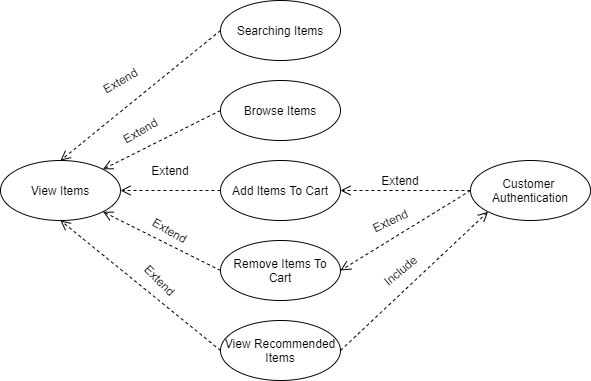 Searching Items
Extend
Browse Items
Extend
View Items
Extend
Add Items To Cart
Extend
Customer
Authentication
Extend
Extend
Remove Items To
Cart
Extend
Include
View Recommended
Items